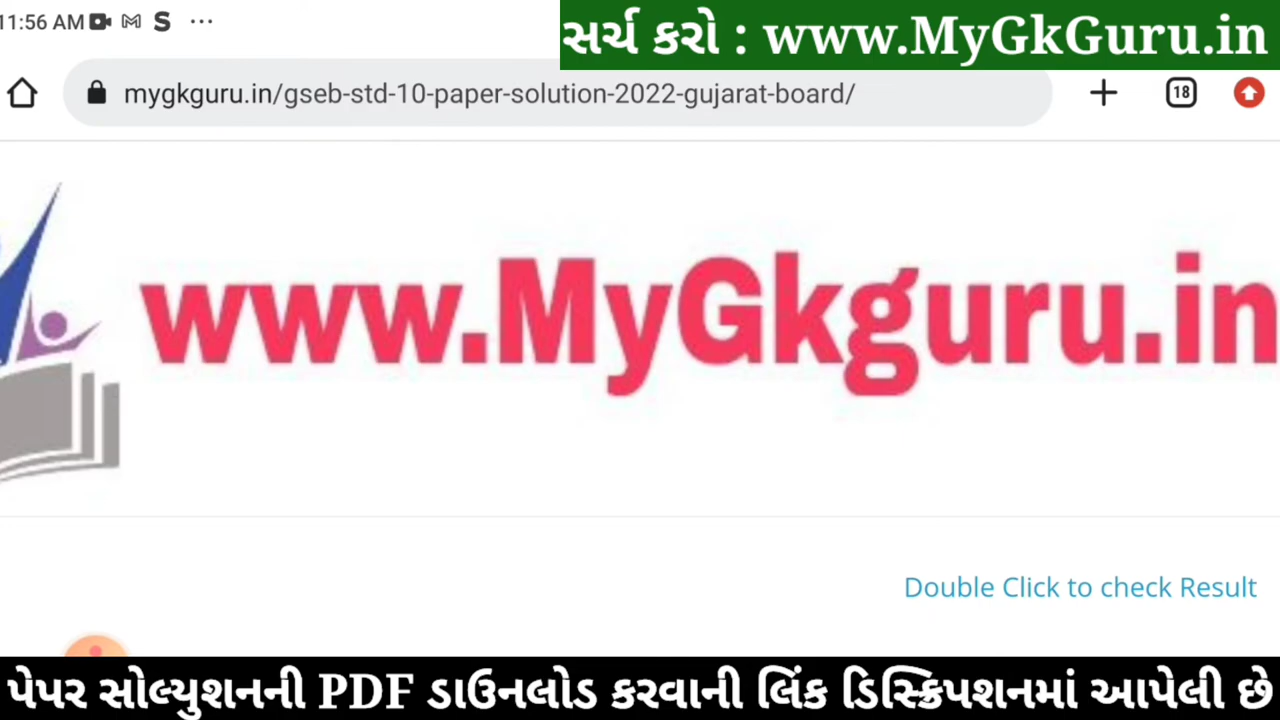 11:56 AM S ...
સર્ચ કરો : www.MyGkGuru.in
mygkguru.in/gseb-std-10-paper-solution-2022-gujarat-board/
18
www.MyGkguru.in
Double Click to check Result
પેપર સોલ્યુશનની PDF ડાઉનલોડ કરવાની લિંક ડિસ્ક્રિપશનમાં આપેલી છે